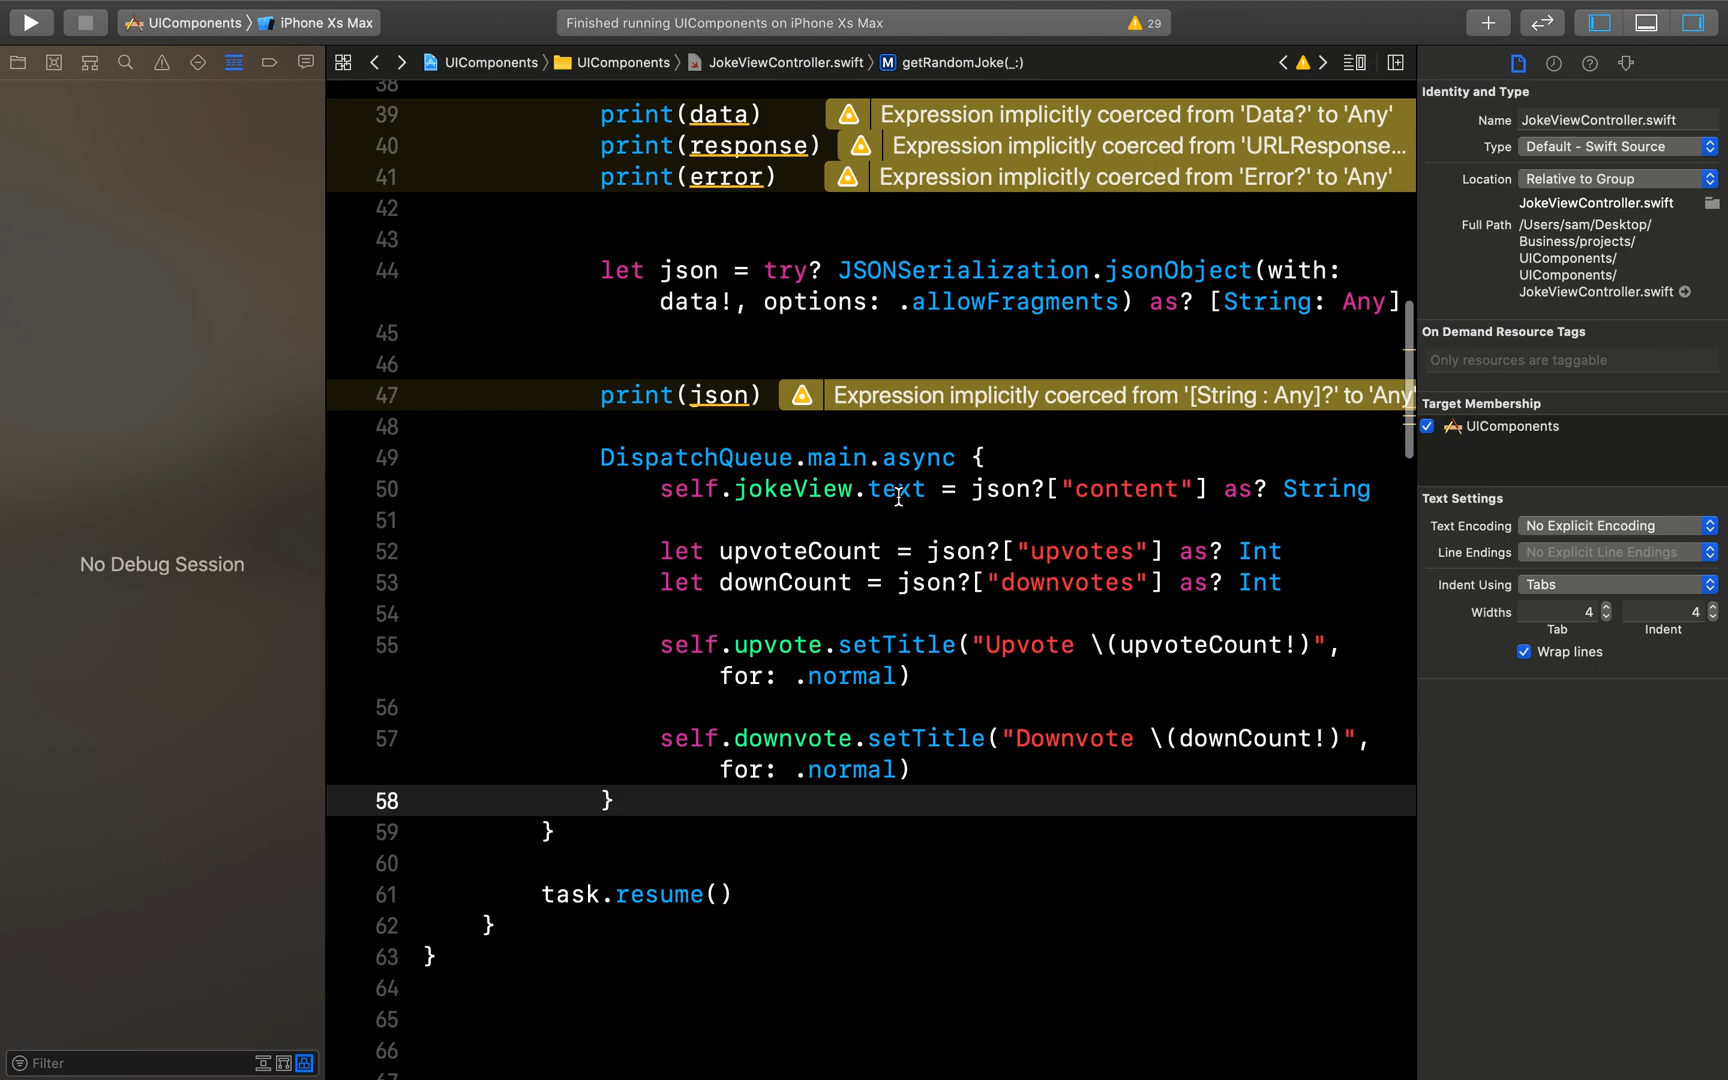 UIComponents iPhone Xs Max
Finished running UIComponents on iPhone Xs Max
29
UIComponents UIComponents JokeViewController.swift M getRandomJoke(_:)
38
39 print(data) Expression implicitly coerced from 'Data?' to 'Any'
40 print(response) Expression implicitly coerced from 'URLResponse...
41 print(error) Expression implicitly coerced from 'Error?' to 'Any'
42
43
44 let json = try? JSONSerialization.jsonObject(with:
data!, options: .allowFragments) as? [String: Any]
45
46
47 print(json) Expression implicitly coerced from '[String : Any]?' to 'Any'
48
49 DispatchQueue.main.async {
50 self.jokeView.text = json?["content"] as? String
51
52 let upvoteCount = json?["upvotes"] as? Int
53 let downCount = json?["downvotes"] as? Int
54
55 self.upvote.setTitle("Upvote \(upvoteCount!)",
for: .normal)
56
57 self.downvote.setTitle("Downvote \(downCount!)",
for: .normal)
58 }
59 }
60
61 task.resume()
62 }
63 }
64
65
66
67
No Debug Session
Filter
Identity and Type
Name JokeViewController.swift
Type Default - Swift Source
Location Relative to Group
JokeViewController.swift
Full Path /Users/sam/Desktop/
Business/projects/
UIComponents/
UIComponents/
JokeViewController.swift
On Demand Resource Tags
Only resources are taggable
Target Membership
UIComponents
Text Settings
Text Encoding No Explicit Encoding
Line Endings No Explicit Line Endings
Indent Using Tabs
Widths 4 4
Tab Indent
Wrap lines